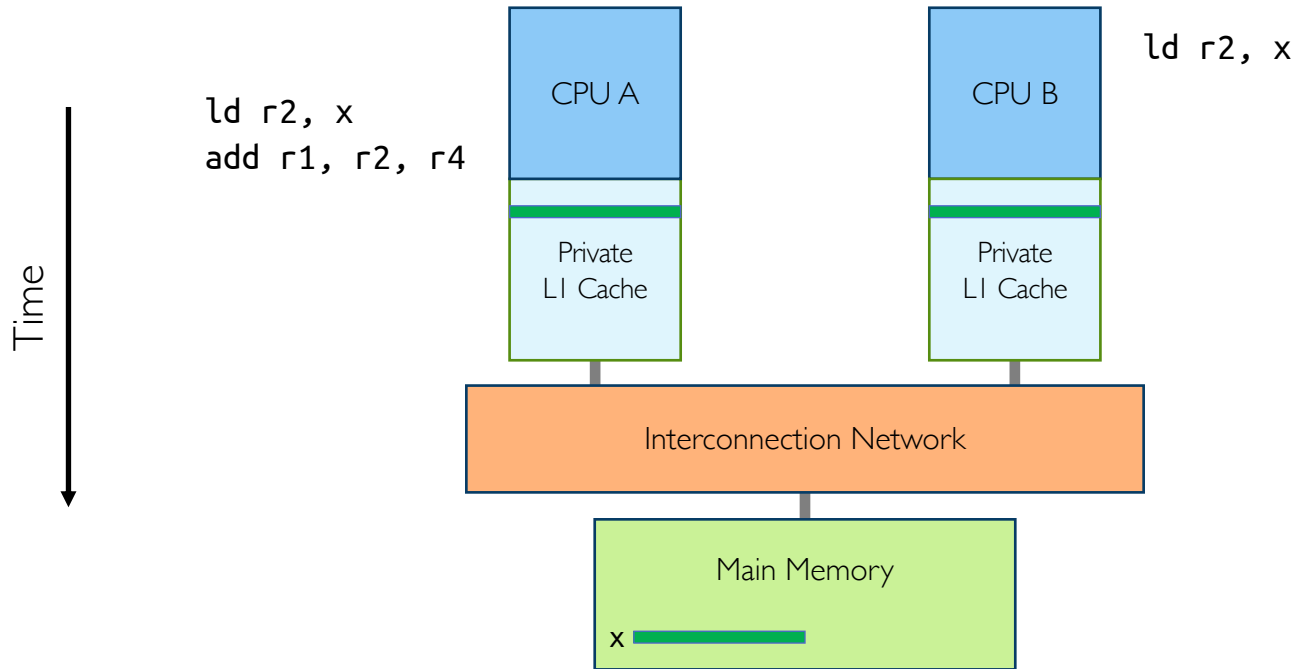 Time
ld r2, x
add r1, r2, r4
CPU A
Private
L1 Cache
CPU B
Private
L1 Cache
ld r2, x
Interconnection Network
Main Memory
x